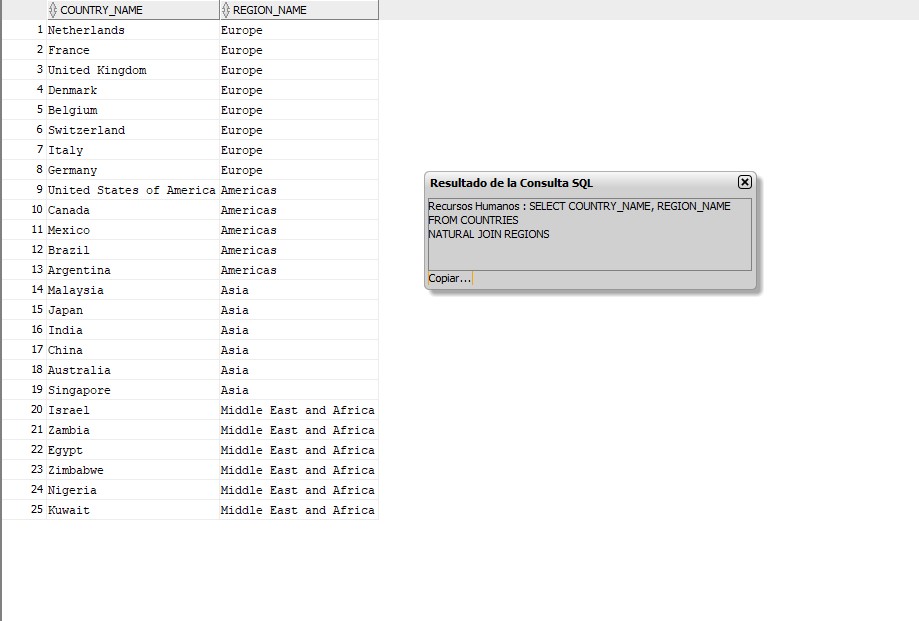 COUNTRY_NAME REGION_NAME
1 Netherlands Europe
2 France Europe
3 United Kingdom Europe
4 Denmark Europe
5 Belgium Europe
6 Switzerland Europe
7 Italy Europe
8 Germany Europe
9 United States of America Americas
10 Canada Americas
11 Mexico Americas
12 Brazil Americas
13 Argentina Americas
14 Malaysia Asia
15 Japan Asia
16 India Asia
17 China Asia
18 Australia Asia
19 Singapore Asia
20 Israel Middle East and Africa
21 Zambia Middle East and Africa
22 Egypt Middle East and Africa
23 Zimbabwe Middle East and Africa
24 Nigeria Middle East and Africa
25 Kuwait Middle East and Africa
Resultado de la Consulta SQL
Recursos Humanos : SELECT COUNTRY_NAME, REGION_NAME
FROM COUNTRIES
NATURAL JOIN REGIONS
Copiar...